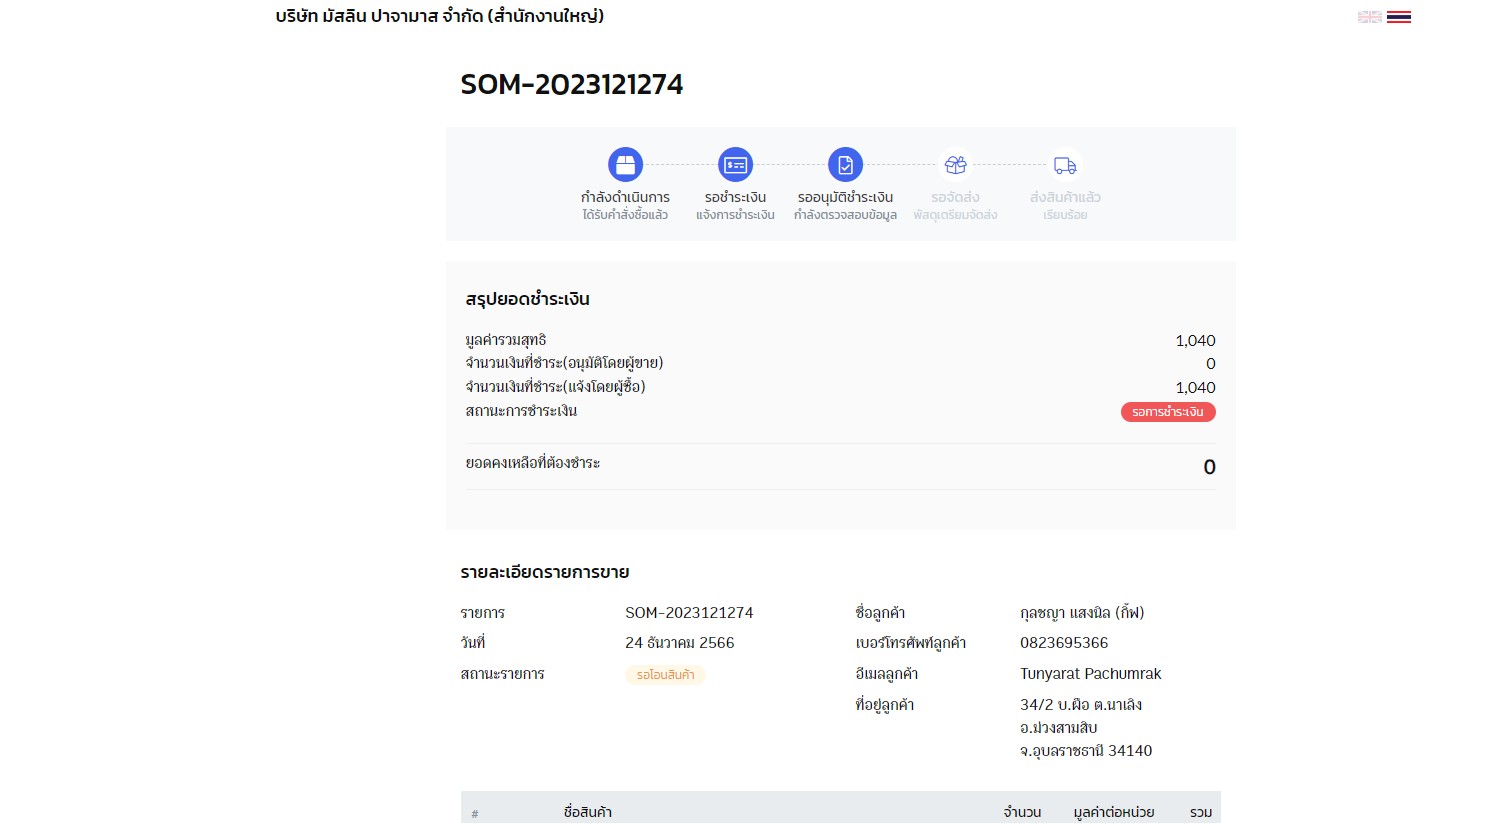 บริษัท มัสลิน ปาจามาส จำกัด (สำนักงานใหญ่)
SOM-2023121274
กำลังดำเนินการ รอชำระเงิน รออนุมัติชำระเงิน รอจัดส่ง ส่งสินค้าแล้ว
ได้รับคำสั่งซื้อแล้ว แจ้งการชำระเงิน กำลังตรวจสอบข้อมูล พัสดุเตรียมจัดส่ง เรียบร้อย
สรุปยอดชำระเงิน
มูลค่ารวมสุทธิ 1,040
จำนวนเงินที่ชำระ(อนุมัติโดยผู้ขาย) 0
จำนวนเงินที่ชำระ(แจ้งโดยผู้ซื้อ) 1,040
สถานะการชำระเงิน รอการชำระเงิน
ยอดคงเหลือที่ต้องชำระ 0
รายละเอียดรายการขาย
รายการ SOM-2023121274 ชื่อลูกค้า กุลชญา แสงนิล (กิ๊ฟ)
วันที่ 24 ธันวาคม 2566 เบอร์โทรศัพท์ลูกค้า 0823695366
สถานะรายการ รอโอนสินค้า อีเมลลูกค้า Tunyarat Pachumrak
ที่อยู่ลูกค้า 34/2 บ.ผือ ต.นาเลิง
อ.ม่วงสามสิบ
จ.อุบลราชธานี 34140
# ชื่อสินค้า จำนวน มูลค่าต่อหน่วย รวม